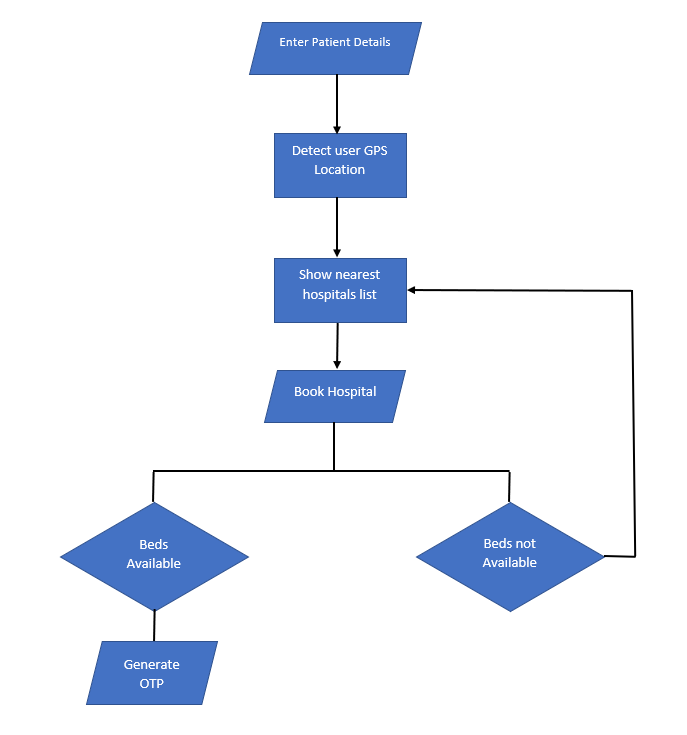 Enter Patient Details
Detect user GPS
Location
Show nearest
hospitals list
Book Hospital
Beds
Available
Beds not
Available
Generate
OTP